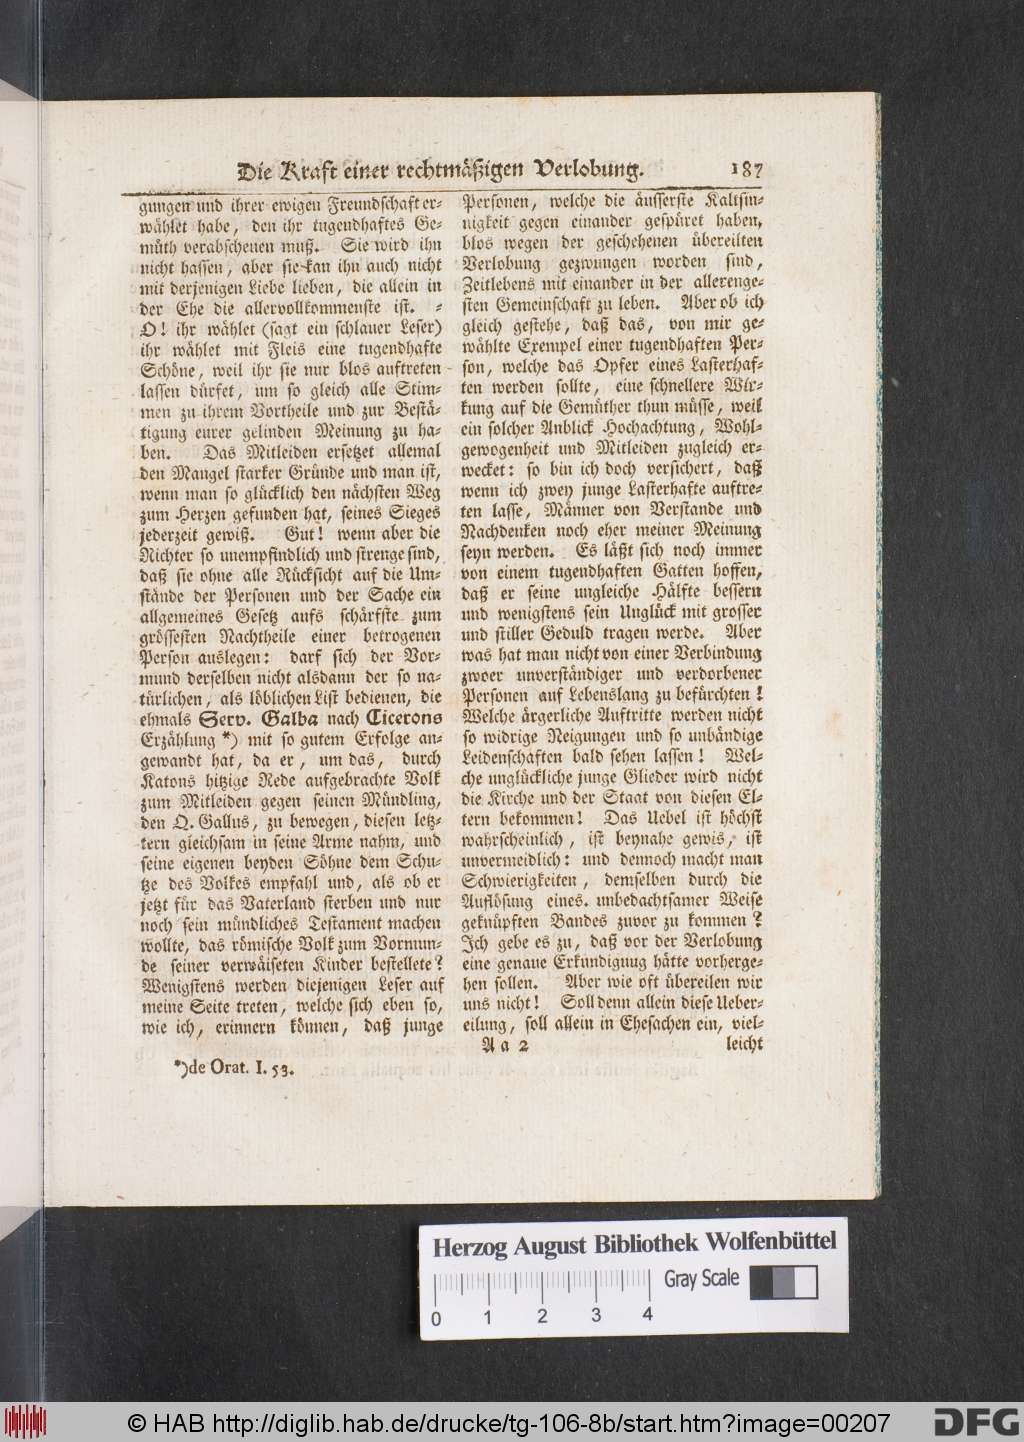 Die Kraft einer rechtmäßigen Verlobung. 187
gungen und ihrer ewigen Freundschaft er-
wählet habe, den ihr tugendhaftes Ge-
müth verabscheuen muß. Sie wird ihn
nicht hassen, aber sie kan ihn auch nicht
mit derjenigen Liebe lieben, die allein in
der Ehe die allervollkommenste ist. -
O! ihr wählet (sagt ein schlauer Leser)
ihr wählet mit Fleis eine tugendhafte
Schöne, weil ihr sie nur blos auftreten
lassen dürfet, um so gleich alle Stim-
men zu ihrem Vortheile und zur Bestä-
tigung eurer gelinden Meinung zu ha-
ben. Das Mitleiden ersetzet allemal
den Mangel starker Gründe und man ist,
wenn man so glücklich den nächsten Weg
zum Herzen gefunden hat, seines Sieges
jederzeit gewiß. Gut! wenn aber die
Richter so unempfindlich und strenge sind,
daß sie ohne alle Rücksicht auf die Um-
stände der Personen und der Sache ein
allgemeines Gesetz aufs schärfste zum
grössesten Nachtheile einer betrogenen
Person auslegen: darf sich der Vor-
mund derselben nicht alsdann der so na-
türlichen, als löblichen List bedienen, die
ehmals Serv. Galba nach Cicerons
Erzählung *) mit so gutem Erfolge an-
gewandt hat, da er, um das, durch
Katons hitzige Rede aufgebrachte Volk
zum Mitleiden gegen seinen Mündling,
den Q. Gallus, zu bewegen, diesen letz-
tern gleichsam in seine Arme nahm, und
seine eigenen beyden Söhne dem Schu-
tze des Volkes empfahl und, als ob er
jetzt für das Vaterland sterben und nur
noch sein mündliches Testament machen
wollte, das römische Volk zum Vormun-
de seiner verwäiseten Kinder bestellete?
Wenigstens werden diejenigen Leser auf
meine Seite treten, welche sich eben so,
wie ich, erinnern können, daß junge
*) de Orat. I. 53.
Personen, welche die äusserste Kaltsin-
nigkeit gegen einander gespüret haben,
blos wegen der geschehenen übereilten
Verlobung gezwungen worden sind,
Zeitlebens mit einander in der allerenge-
sten Gemeinschaft zu leben. Aber ob ich
gleich gestehe, daß das, von mir ge-
wählte Exempel einer tugendhaften Per-
son, welche das Opfer eines Lasterhaf-
ten werden sollte, eine schnellere Wir-
kung auf die Gemüther thun müsse, weil
ein solcher Anblick Hochachtung, Wohl-
gewogenheit und Mitleiden zugleich er-
wecket: so bin ich doch versichert, daß
wenn ich zwey junge Lasterhafte auftre-
ten lasse, Männer von Verstande und
Nachdenken noch eher meiner Meinung
seyn werden. Es läßt sich noch immer
von einem tugendhaften Gatten hoffen,
daß er seine ungleiche Hälfte bessern
und wenigstens sein Unglück mit grosser
und stiller Geduld tragen werde. Aber
was hat man nicht von einer Verbindung
zwoer unverständiger und verdorbener
Personen auf Lebenslang zu befürchten!
Welche ärgerliche Auftritte werden nicht
so widrige Neigungen und so unbändige
Leidenschaften bald sehen lassen! Wel-
che unglückliche junge Glieder wird nicht
die Kirche und der Staat von diesen El-
tern bekommen! Das Uebel ist höchst
wahrscheinlich, ist beynahe gewis, ist
unvermeidlich: und dennoch macht man
Schwierigkeiten, demselben durch die
Auflösung eines unbedachtsamer Weise
geknüpften Bandes zuvor zu kommen?
Ich gebe es zu, daß vor der Verlobung
eine genaue Erkundigung hätte vorherge-
hen sollen. Aber wie oft übereilen wir
uns nicht! Soll denn allein diese Ueber-
eilung, soll allein in Ehesachen ein, viel-
Aa 2 leicht
Herzog August Bibliothek Wolfenbüttel
0 1 2 3 4 Gray Scale
© HAB http://diglib.hab.de/drucke/tg-106-8b/start.htm?image=00207 DFG